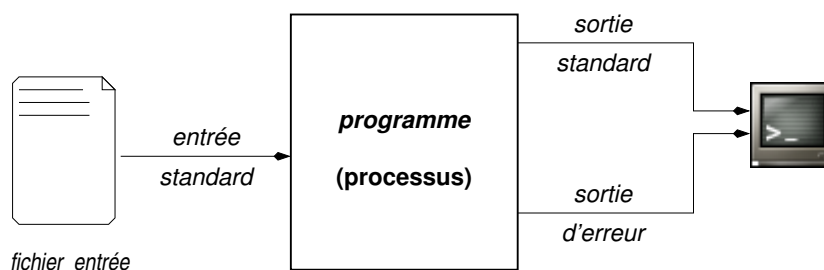 fichier entrée
entrée
standard
programme
(processus)
sortie
standard
sortie
d'erreur
>_